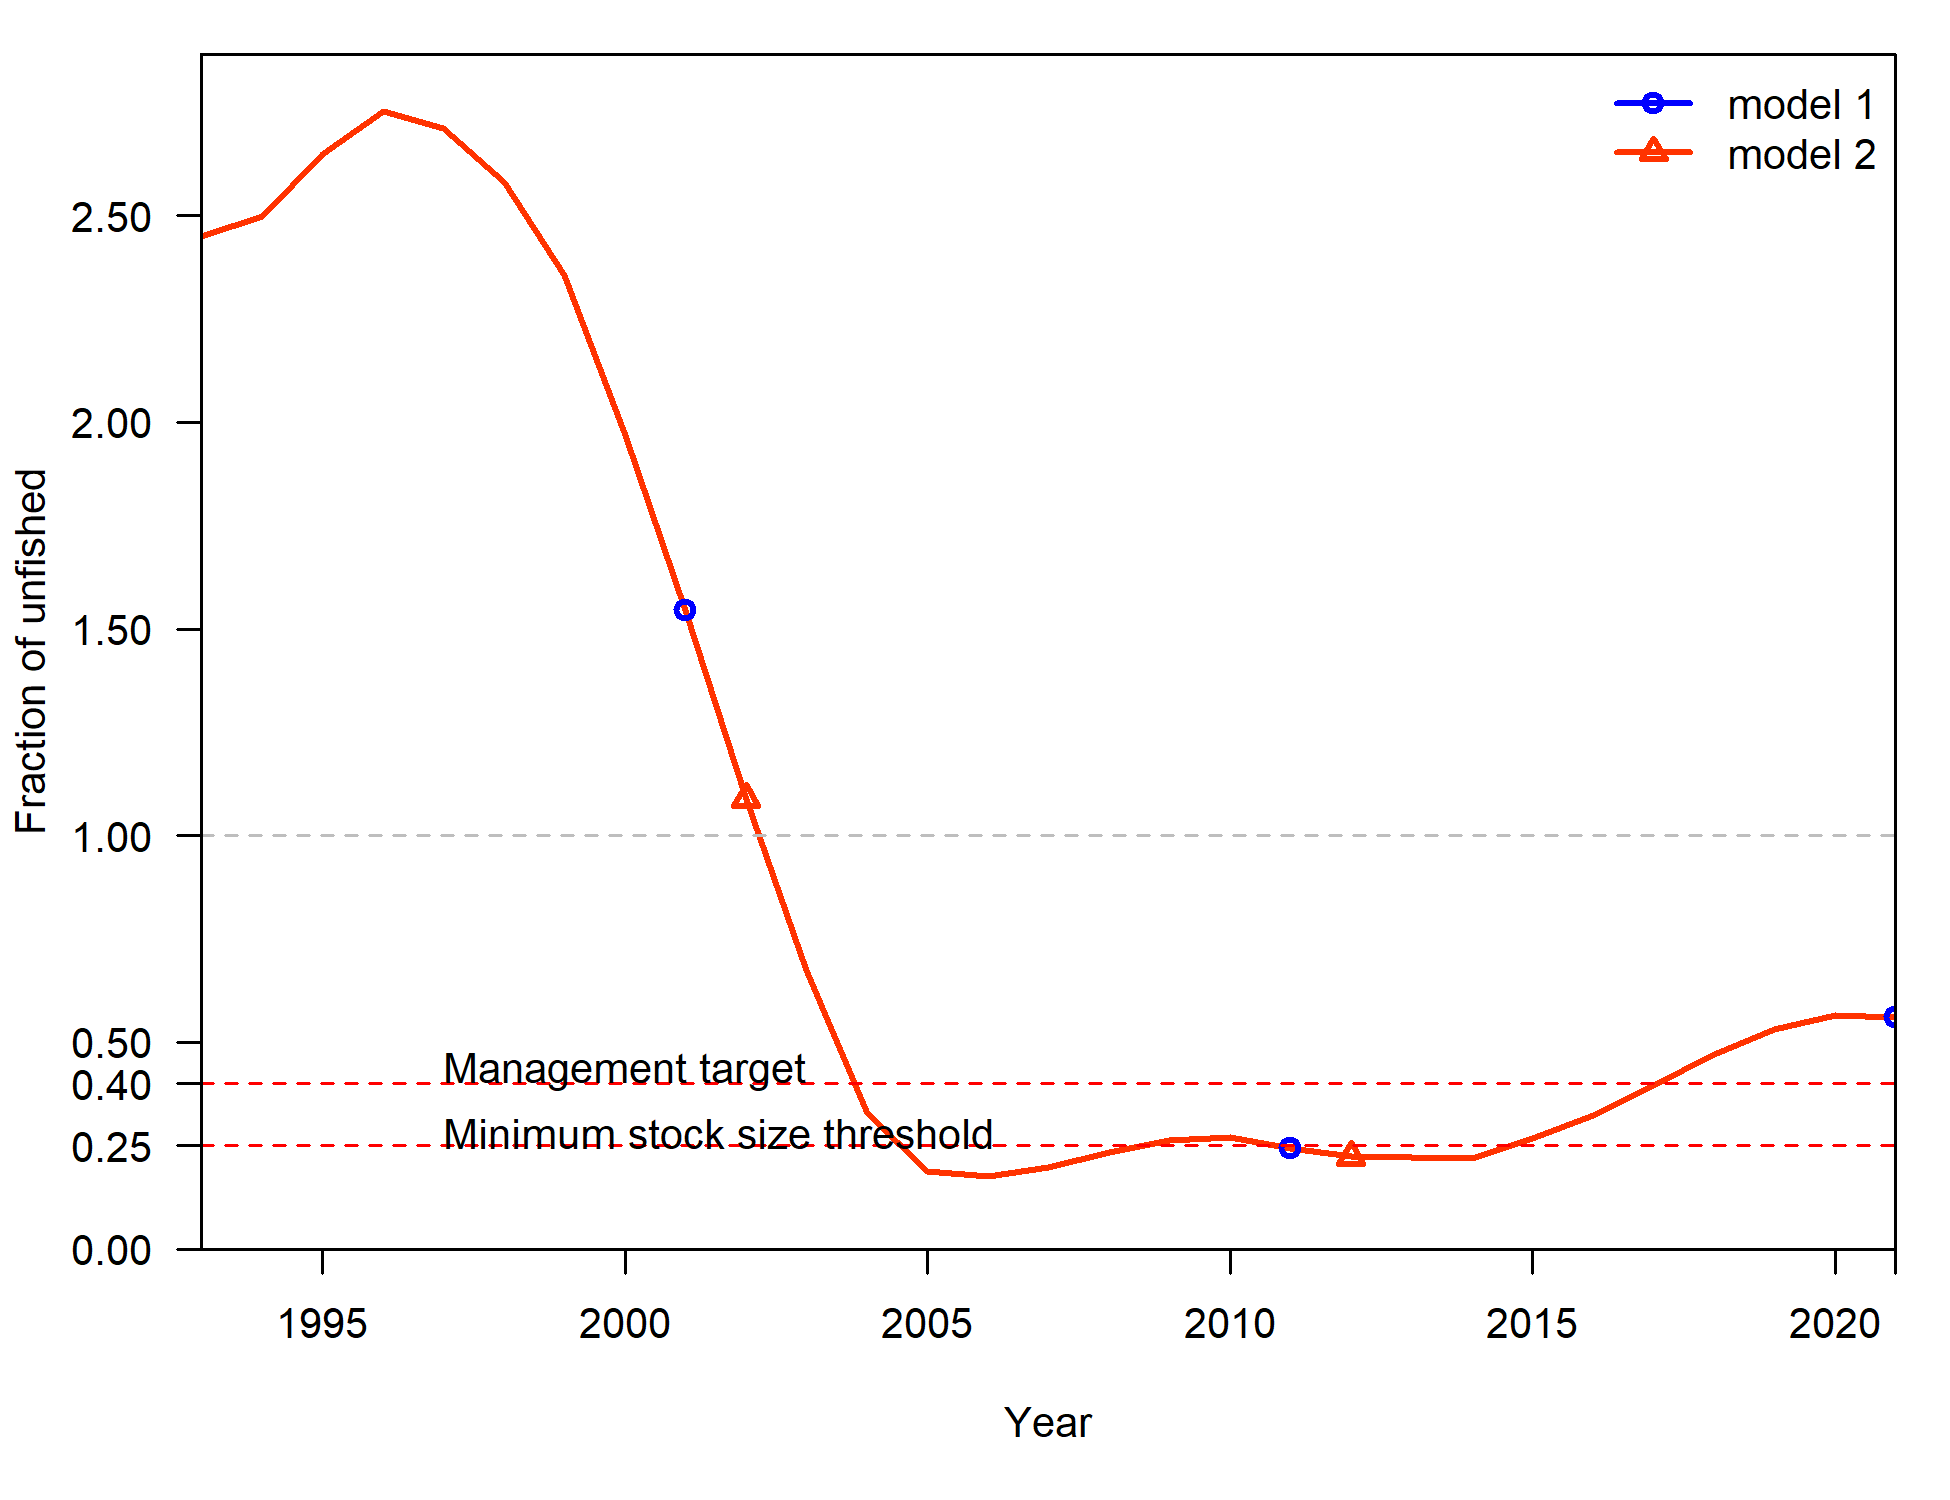 model 1
model 2
2.50
2.00
1.50
1.00
0.50
0.40
0.25
0.00
Fraction of unfished
Management target
Minimum stock size threshold
1995 2000 2005 2010 2015 2020
Year